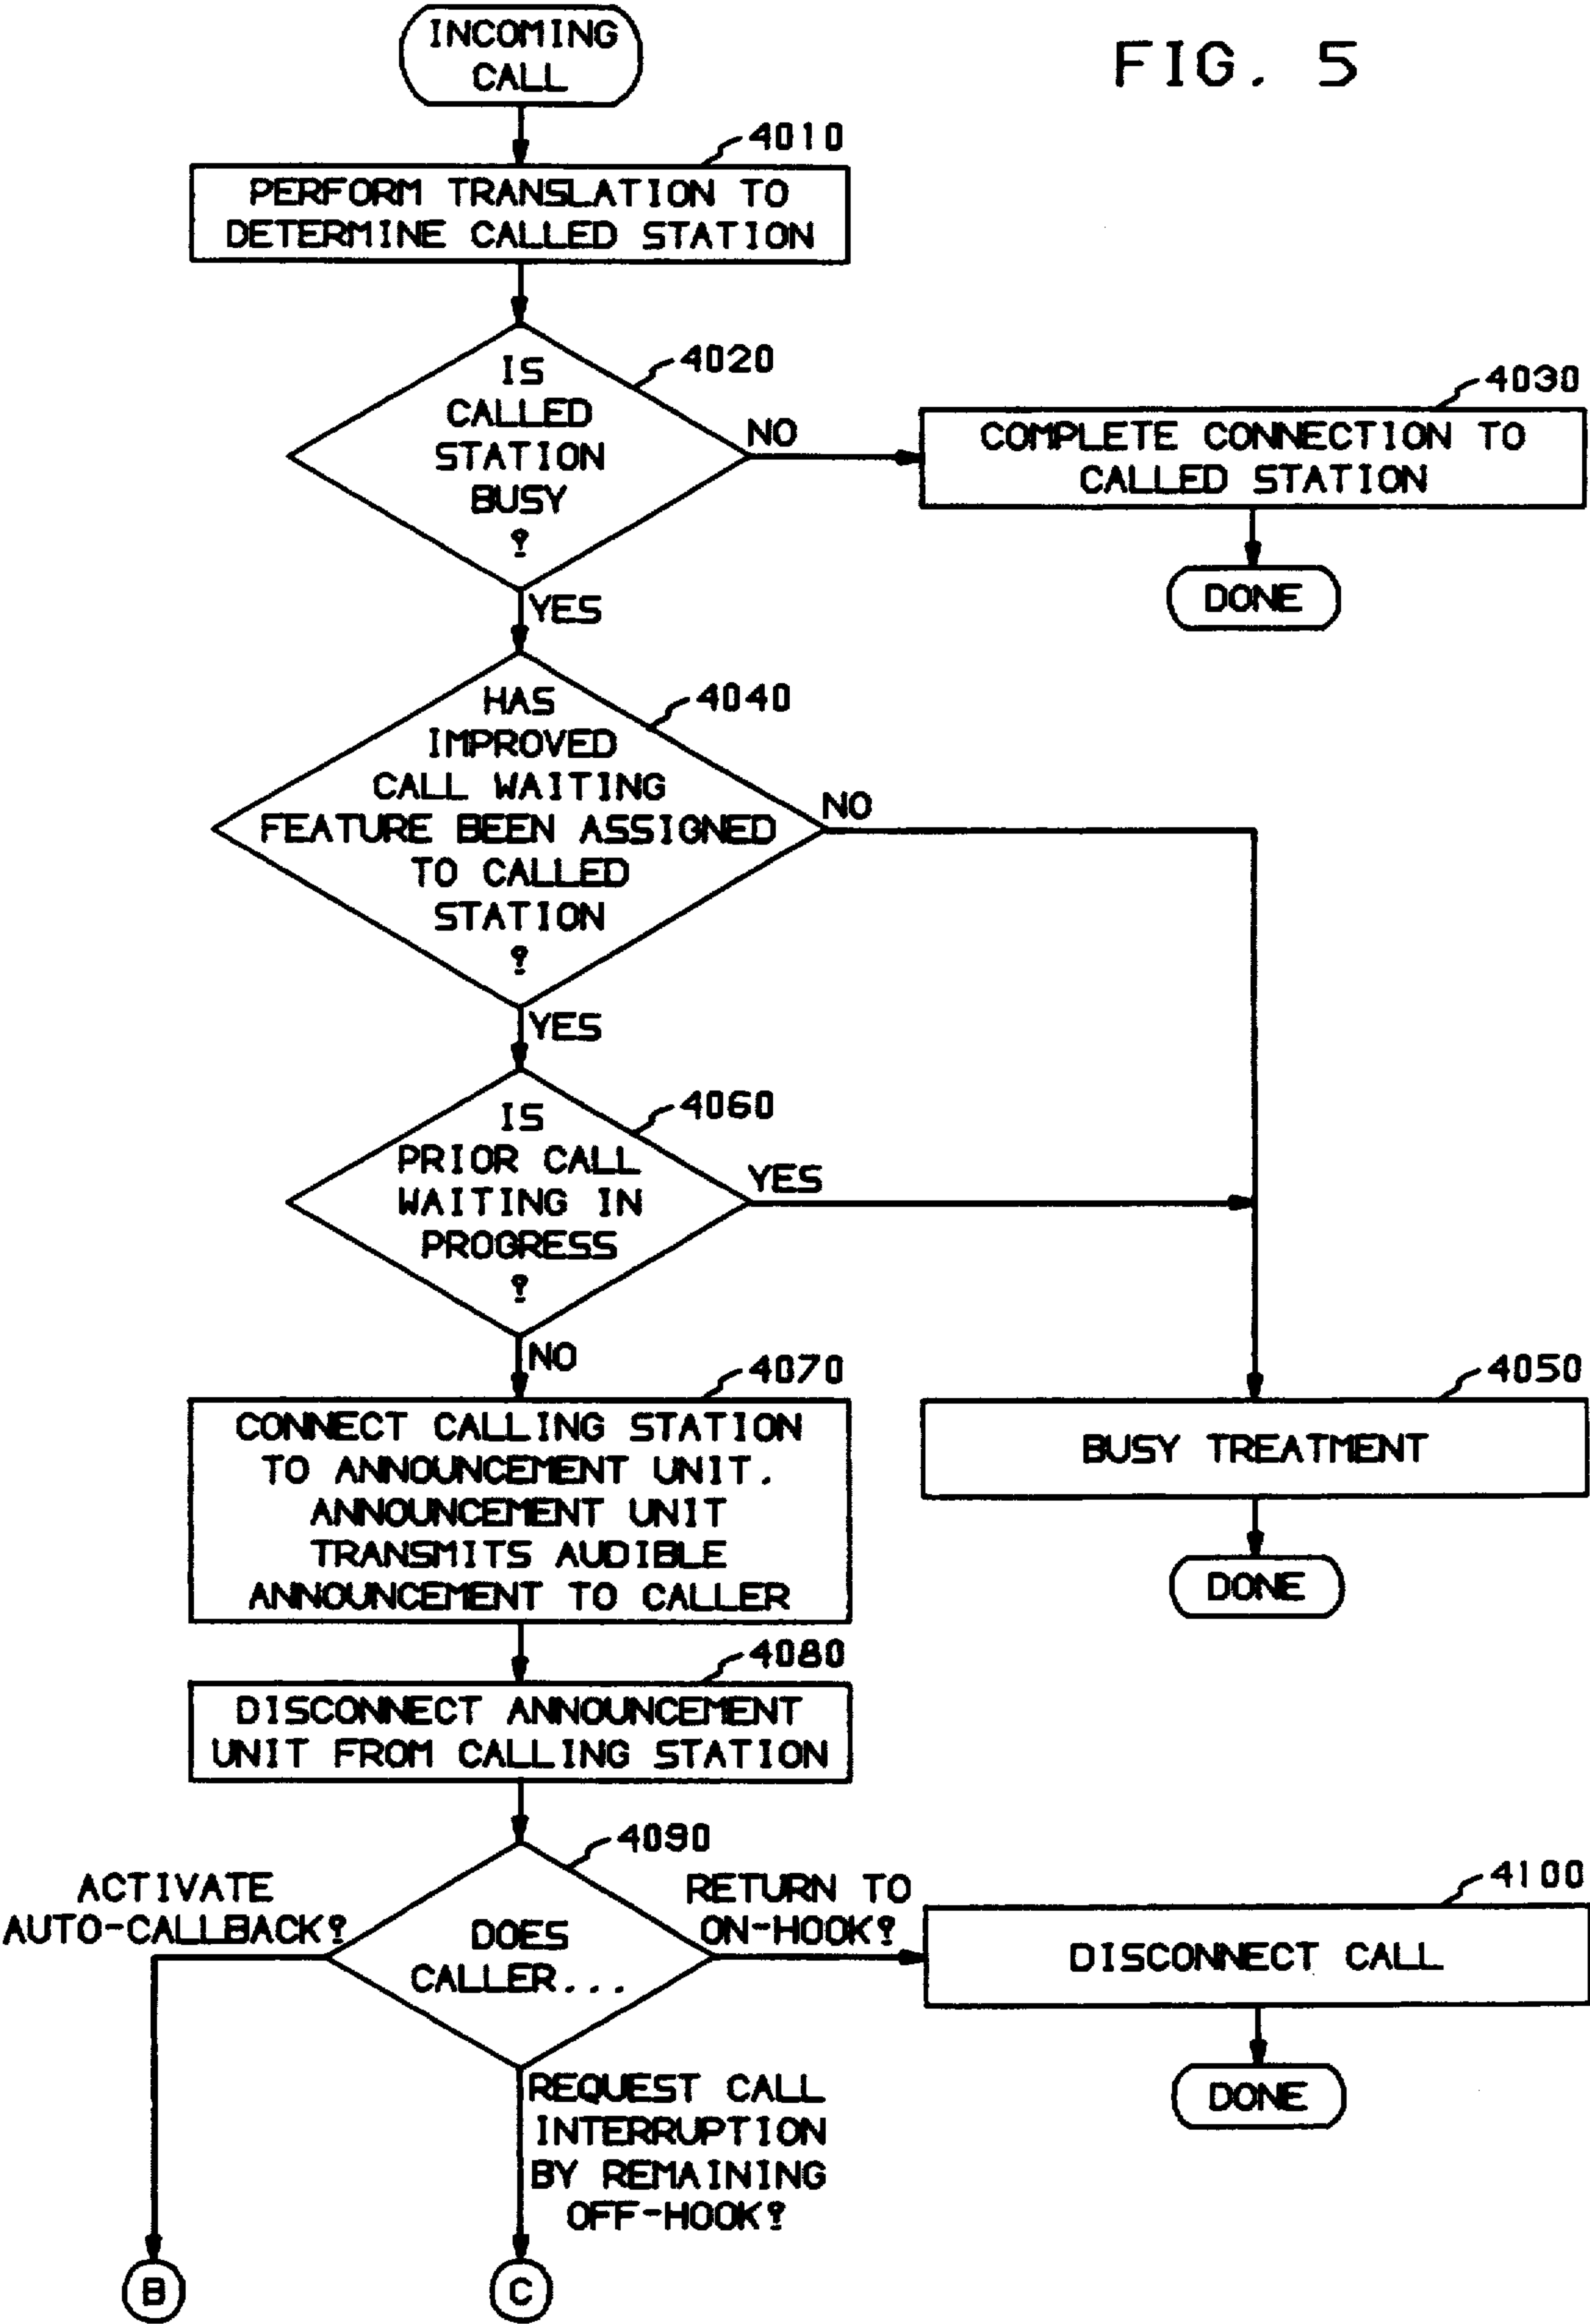 INCOMING
CALL
FIG. 5
4010
PERFORM TRANSLATION TO
DETERMINE CALLED STATION
4020
IS
CALLED
STATION
BUSY
?
NO
4030
COMPLETE CONNECTION TO
CALLED STATION
DONE
YES
4040
HAS
IMPROVED
CALL WAITING
FEATURE BEEN ASSIGNED
TO CALLED
STATION
?
NO
YES
4060
IS
PRIOR CALL
WAITING IN
PROGRESS
?
YES
NO
4070
CONNECT CALLING STATION
TO ANNOUNCEMENT UNIT.
ANNOUNCEMENT UNIT
TRANSMITS AUDIBLE
ANNOUNCEMENT TO CALLER
4050
BUSY TREATMENT
DONE
4080
DISCONNECT ANNOUNCEMENT
UNIT FROM CALLING STATION
4090
DOES
CALLER...
ACTIVATE
AUTO-CALLBACK?
RETURN TO
ON-HOOK?
4100
DISCONNECT CALL
DONE
REQUEST CALL
INTERRUPTION
BY REMAINING
OFF-HOOK?
B
C